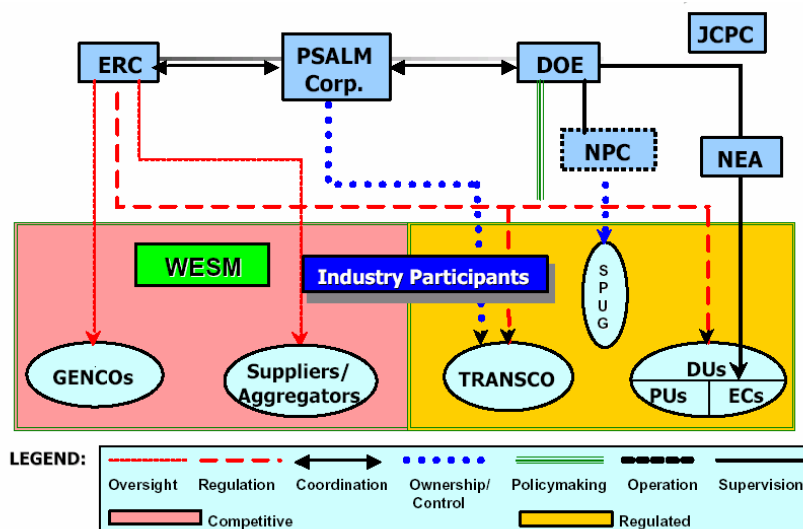 JCPC
ERC
PSALM
Corp.
DOE
NPC
NEA
WESM
Industry Participants
SPUG
GENCOs
Suppliers/
Aggregators
TRANSCO
DUs
PUs
ECs
LEGEND:
Oversight
Regulation
Coordination
Ownership/
Control
Policymaking
Operation
Supervision
Competitive
Regulated